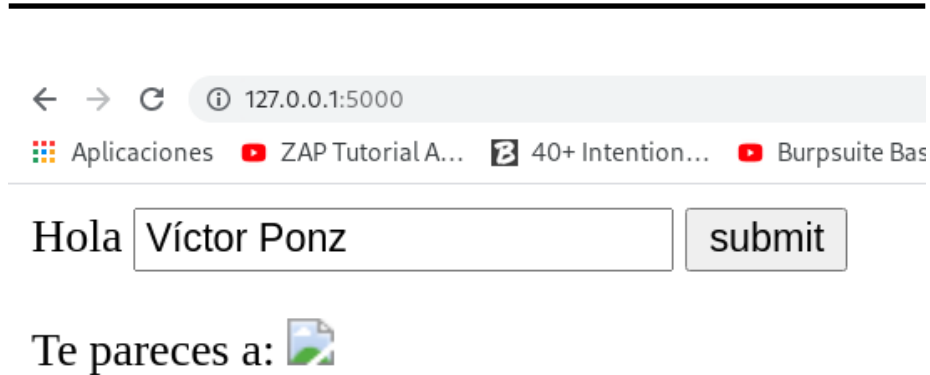 127.0.0.1:5000
Aplicaciones ZAP Tutorial A... 40+ Intention... Burpsuite Bas
Hola Víctor Ponz submit
Te pareces a: